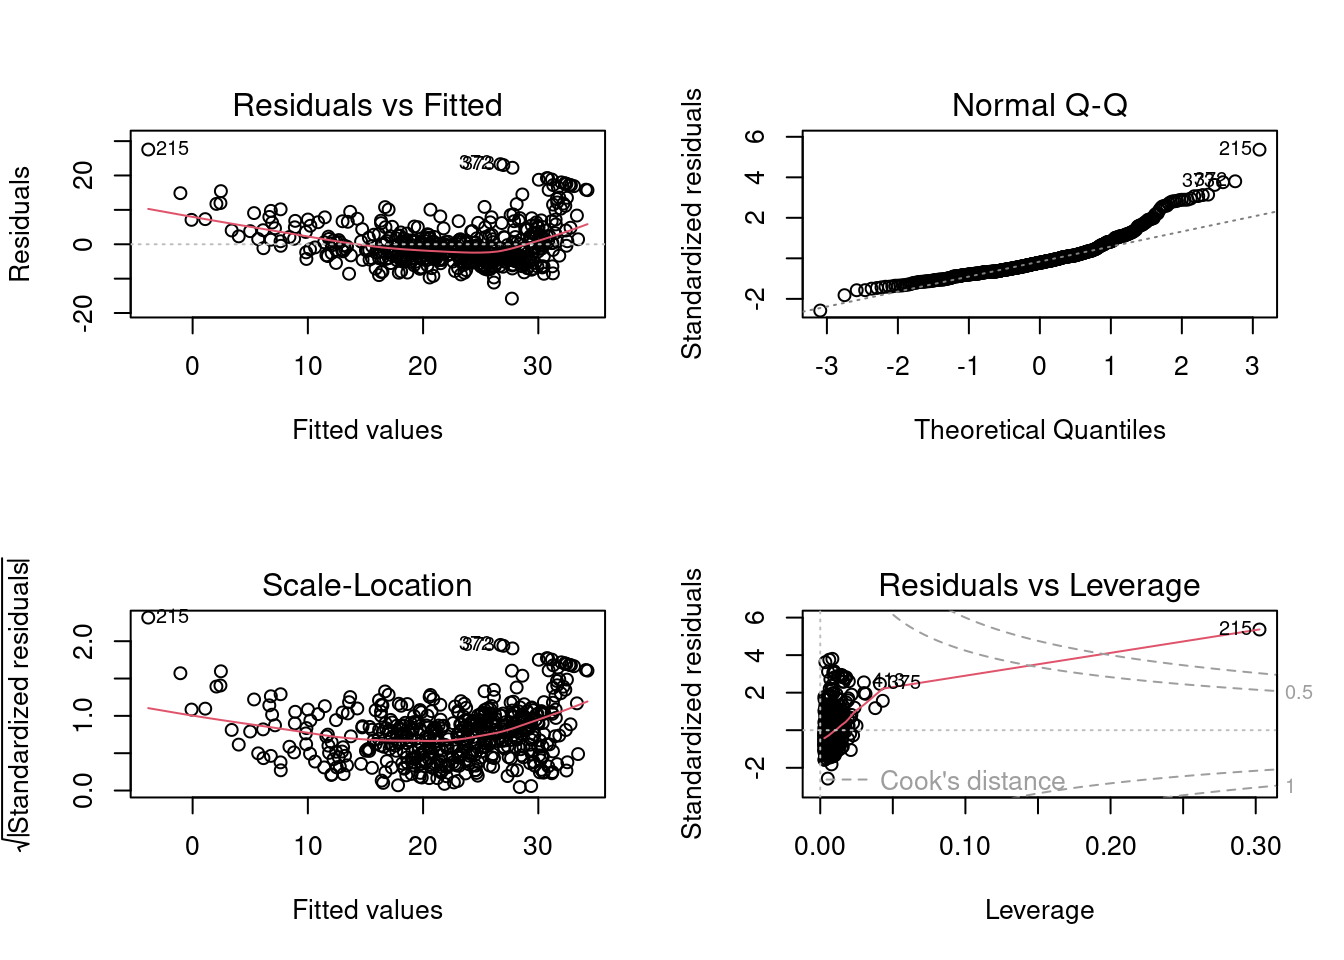 Residuals vs Fitted
Residuals
20
0
-20
215
0 10 20 30
Fitted values
Normal Q-Q
Standardized residuals
6
4
2
-2
215
-3 -2 -1 0 1 2 3
Theoretical Quantiles
Scale-Location
√|Standardized residuals|
2.0
1.0
0.0
215
0 10 20 30
Fitted values
Residuals vs Leverage
Standardized residuals
6
4
2
-2
215
375
Cook's distance
0.5
1
0.00 0.10 0.20 0.30
Leverage